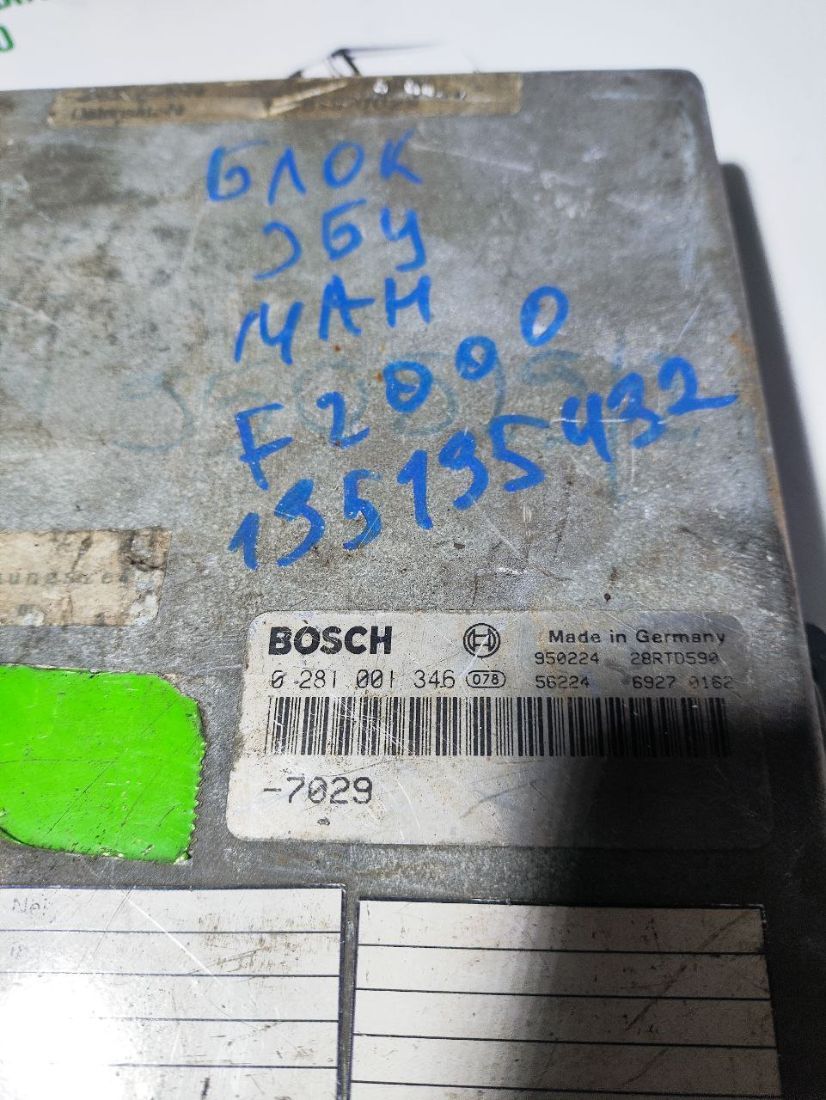 БЛОК
ЭБУ
МАН
F2000
135135432
BOSCH
Made in Germany
950224 28RTD590
0 281 001 346 078
56224 6927 0162
-7029